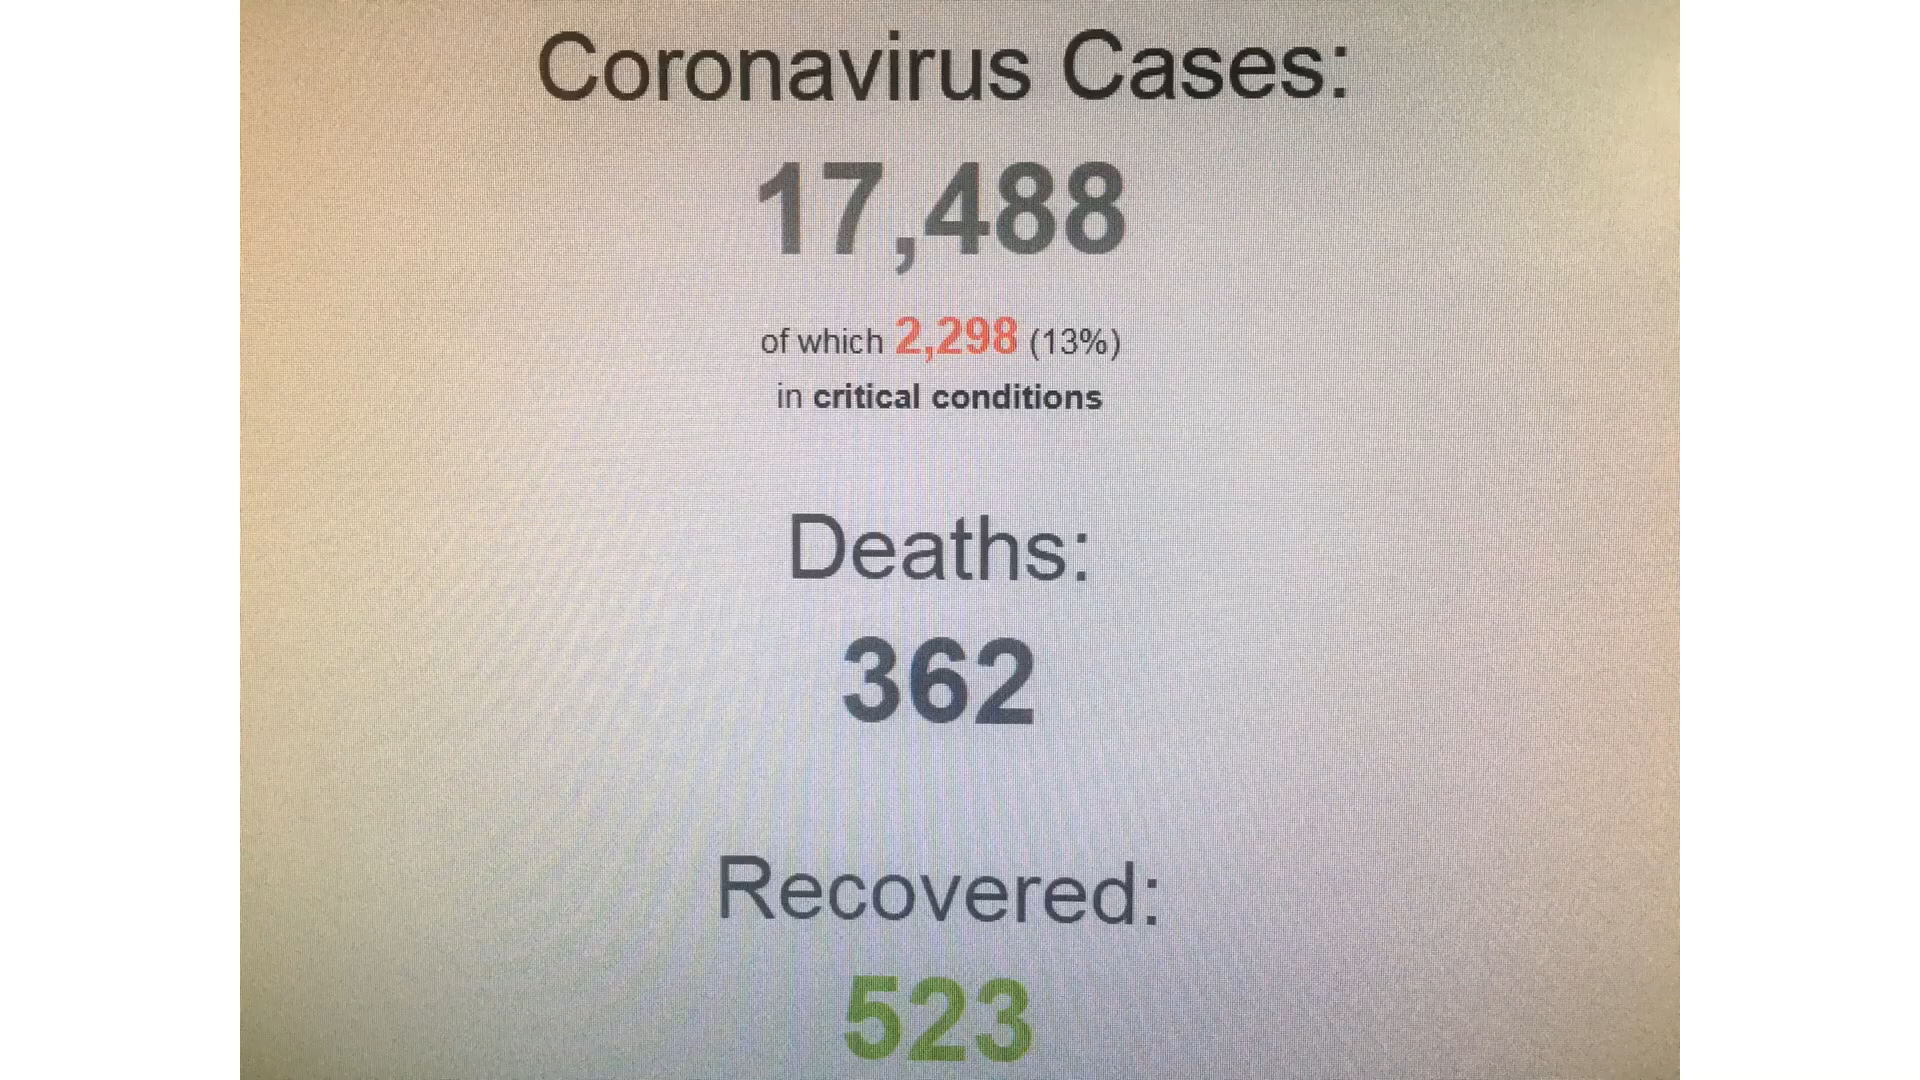 Coronavirus Cases:
17,488
of which 2,298 (13%)
in critical conditions
Deaths:
362
Recovered:
523